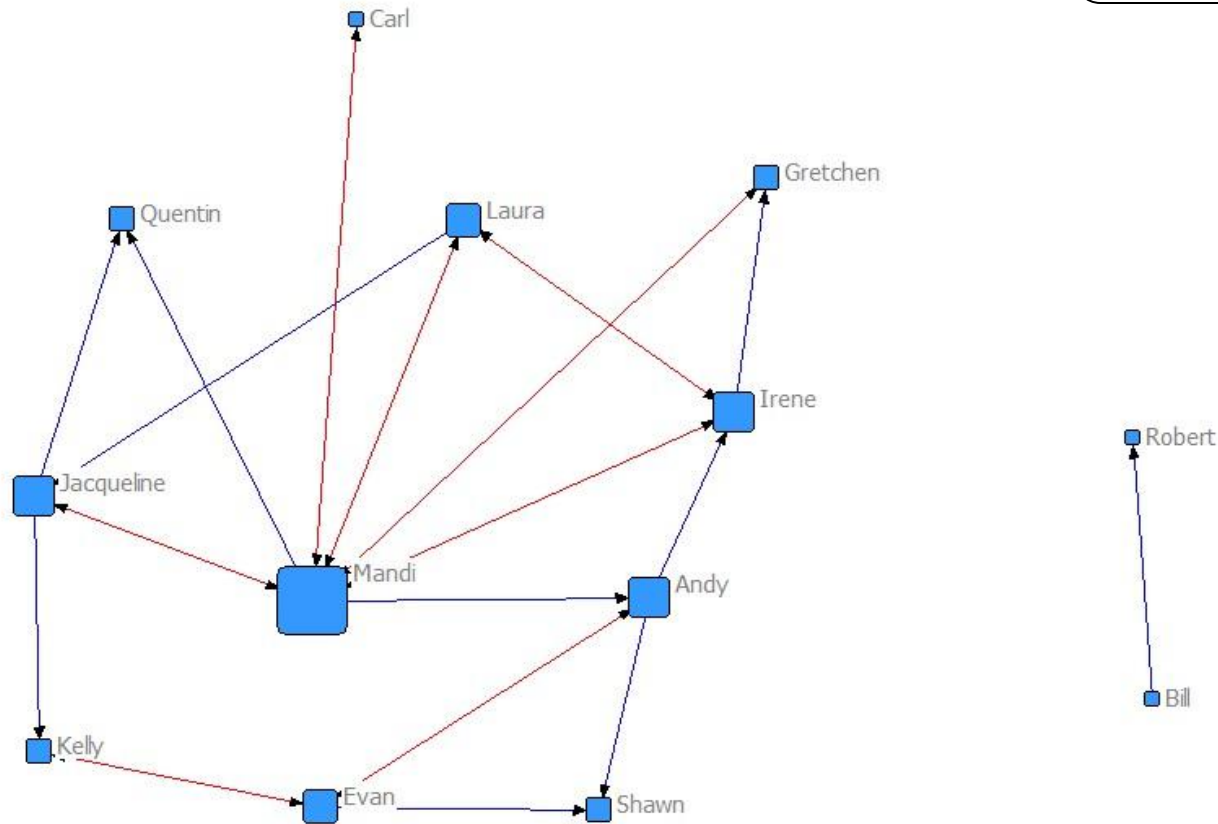 Carl
Gretchen
Quentin
Laura
Irene
Robert
Jacqueline
Mandi
Andy
Bill
Kelly
Evan
Shawn